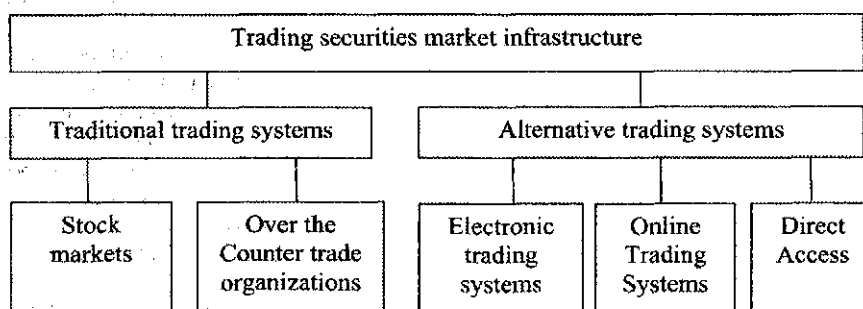 Trading securities market infrastructure
Traditional trading systems
Alternative trading systems
Stock
markets
Over the
Counter trade
organizations
Electronic
trading
systems
Online
Trading
Systems
Direct
Access